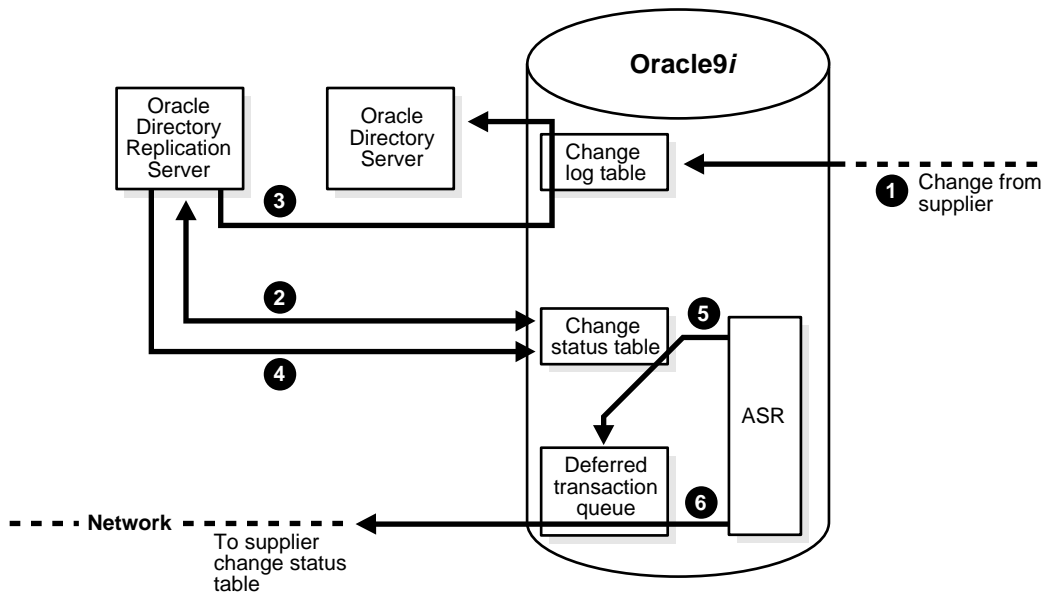 Oracle9i
Oracle
Directory
Replication
Server
Oracle
Directory
Server
Change
log table
1
Change from
supplier
3
2
Change
status table
5
4
ASR
Deferred
transaction
queue
6
Network
To supplier
change status
table